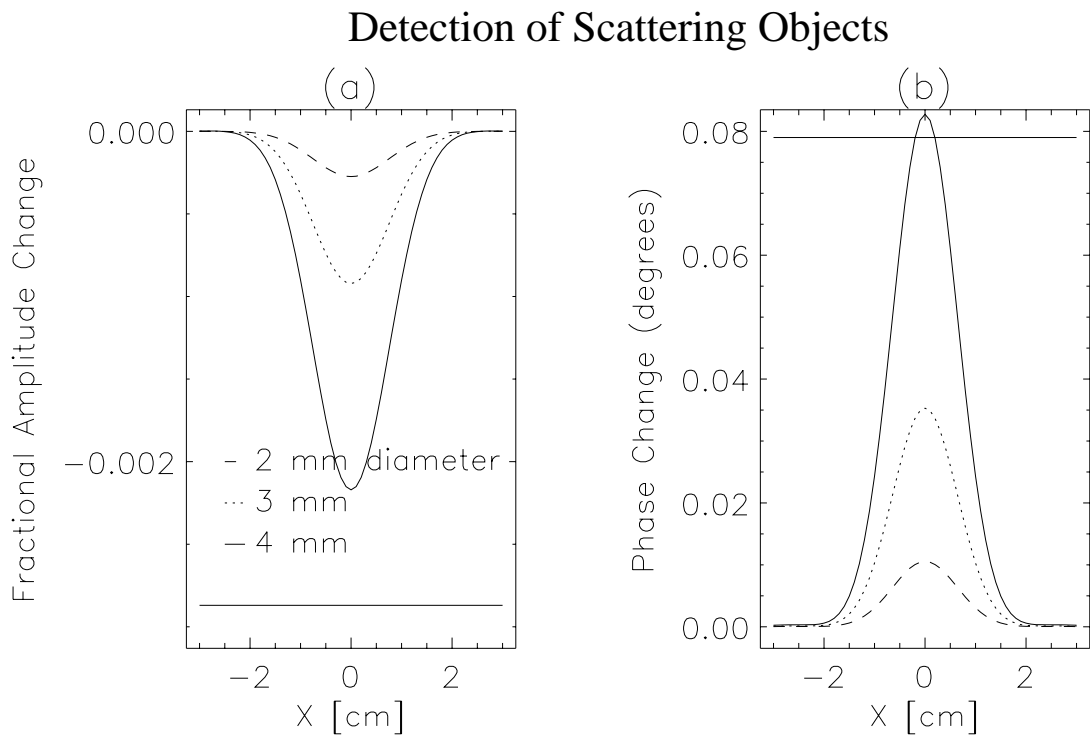 Detection of Scattering Objects
(a)
Fractional Amplitude Change
0.000
−0.002
2 mm diameter
3 mm
4 mm
−2 0 2
X [cm]
(b)
Phase Change (degrees)
0.08
0.06
0.04
0.02
0.00
−2 0 2
X [cm]